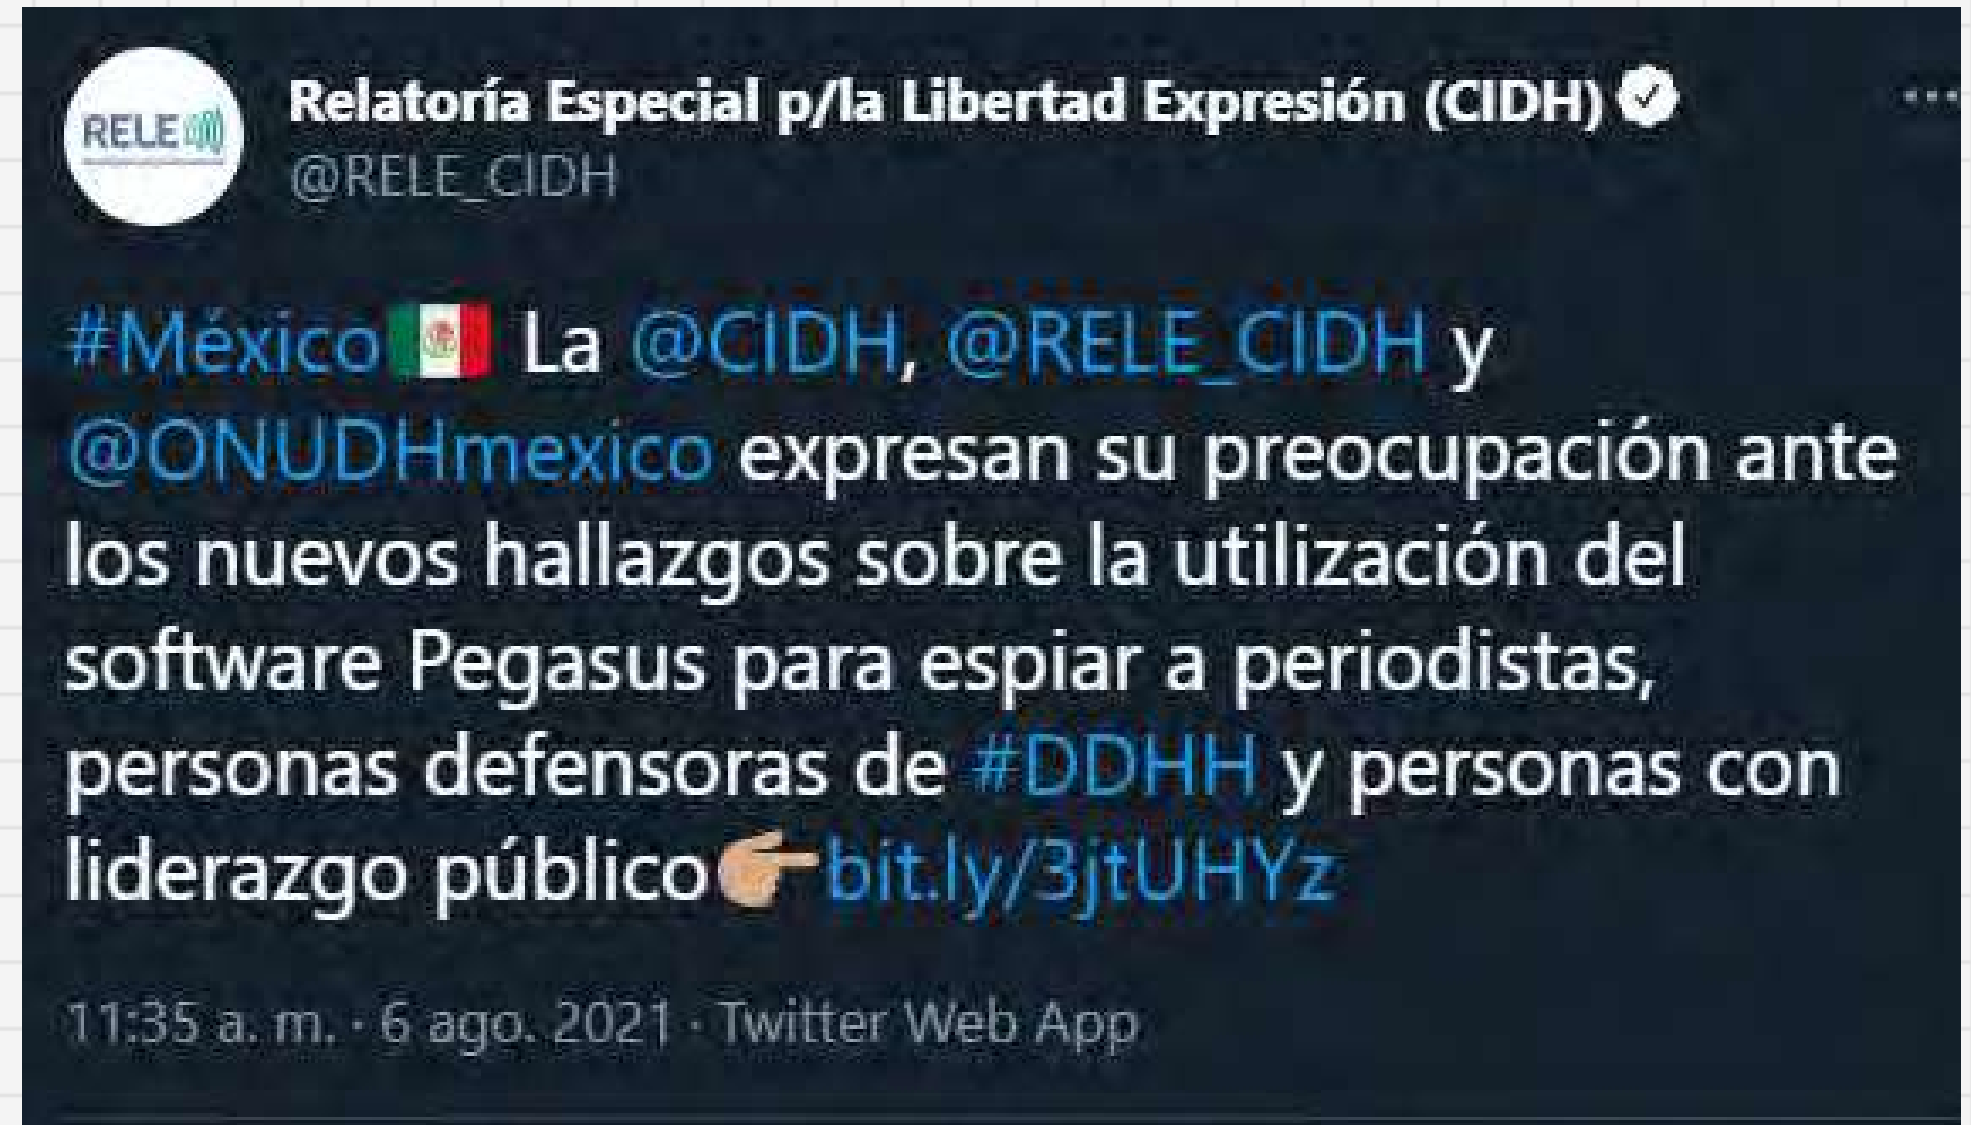 RELE
Relatoría Especial p/la Libertad Expresión (CIDH)
@RELE_CIDH
#México🇲🇽 La @CIDH, @RELE_CIDH y
@ONUDHmexico expresan su preocupación ante
los nuevos hallazgos sobre la utilización del
software Pegasus para espiar a periodistas,
personas defensoras de #DDHH y personas con
liderazgo público👉bit.ly/3jtUHYz
11:35 a. m. · 6 ago. 2021 · Twitter Web App